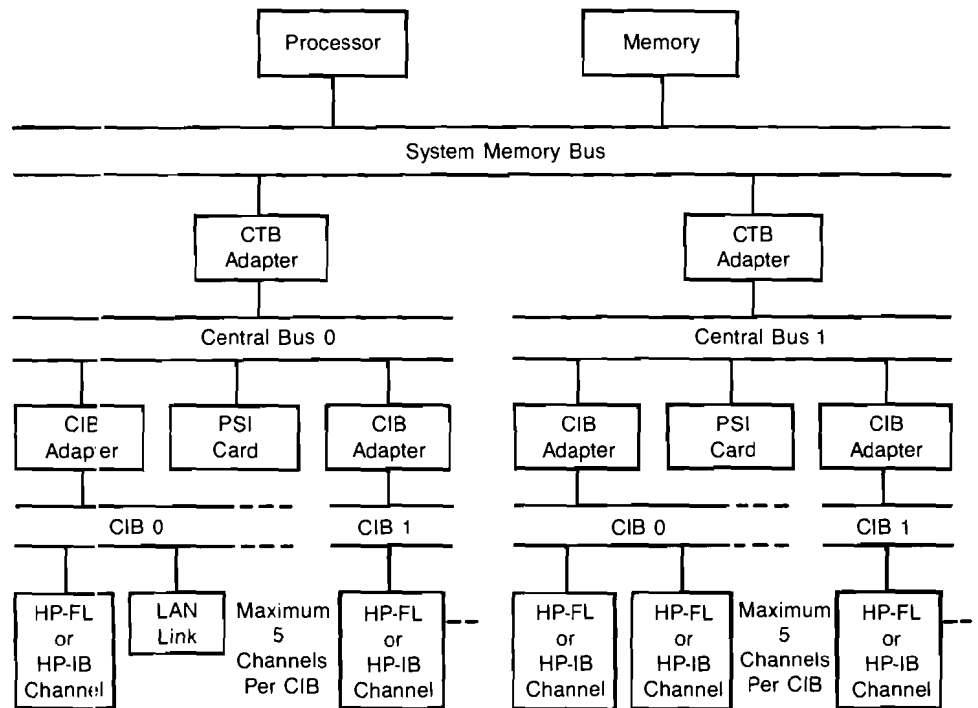 Processor
Memory
System Memory Bus
CTB
Adapter
CTB
Adapter
Central Bus 0
Central Bus 1
CIB
Adapter
PSI
Card
CIB
Adapter
CIB
Adapter
PSI
Card
CIB
Adapter
CIB 0
CIB 1
CIB 0
CIB 1
HP-FL
or
HP-IB
Channel
LAN
Link
Maximum
5
Channels
Per CIB
HP-FL
or
HP-IB
Channel
HP-FL
or
HP-IB
Channel
HP-FL
or
HP-IB
Channel
Maximum
5
Channels
Per CIB
HP-FL
or
HP-IB
Channel